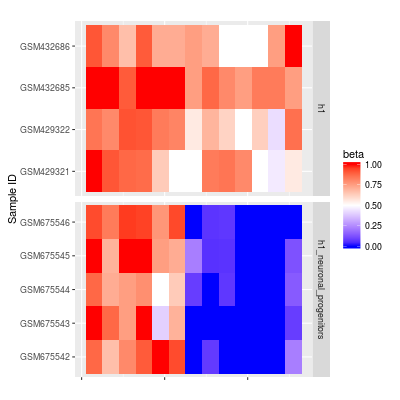 GSM432686
GSM432685
GSM429322
GSM429321
h1
GSM675546
GSM675545
GSM675544
GSM675543
GSM675542
h1_neuronal_progenitors
Sample ID
beta
1.00
0.75
0.50
0.25
0.00